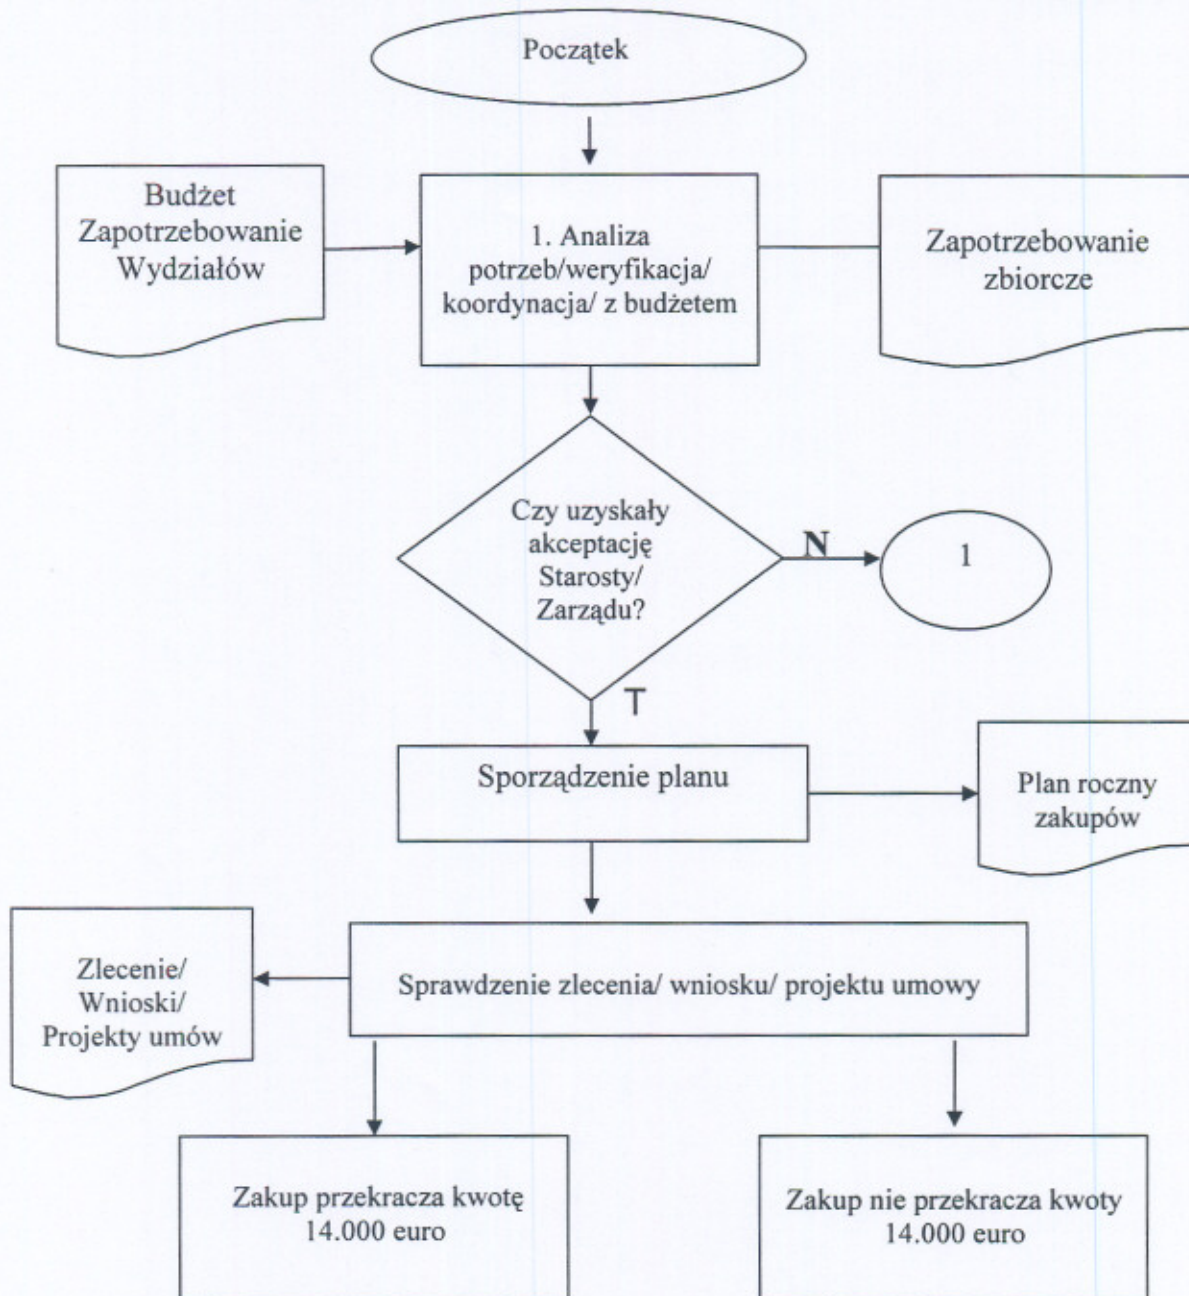 Początek
Budżet
Zapotrzebowanie
Wydziałów
1. Analiza
potrzeb/weryfikacja/
koordynacja/ z budżetem
Zapotrzebowanie
zbiorcze
Czy uzyskały
akceptację
Starosty/
Zarządu?
N
1
T
Sporządzenie planu
Plan roczny
zakupów
Zlecenie/
Wnioski/
Projekty umów
Sprawdzenie zlecenia/ wniosku/ projektu umowy
Zakup przekracza kwotę
14.000 euro
Zakup nie przekracza kwoty
14.000 euro